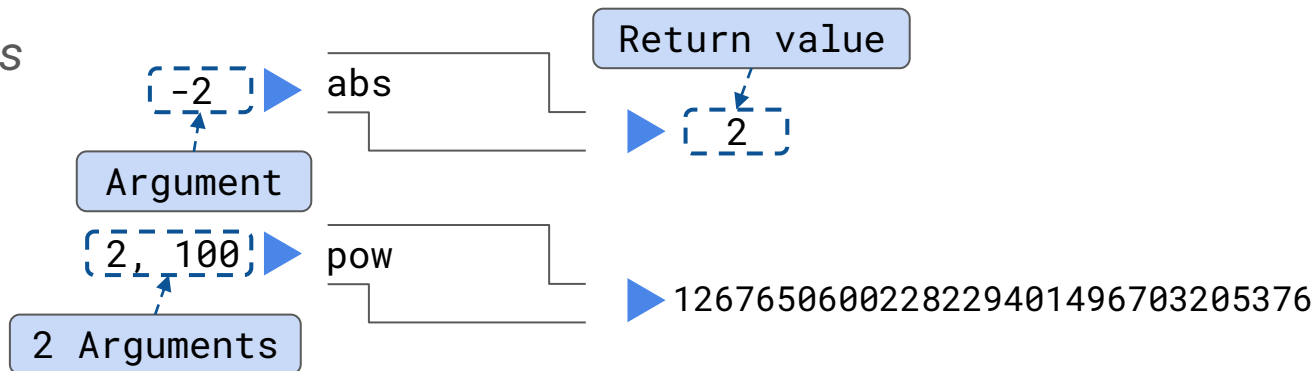 s
Return value
-2
abs
2
Argument
2, 100
pow
1267650600228229401496703205376
2 Arguments